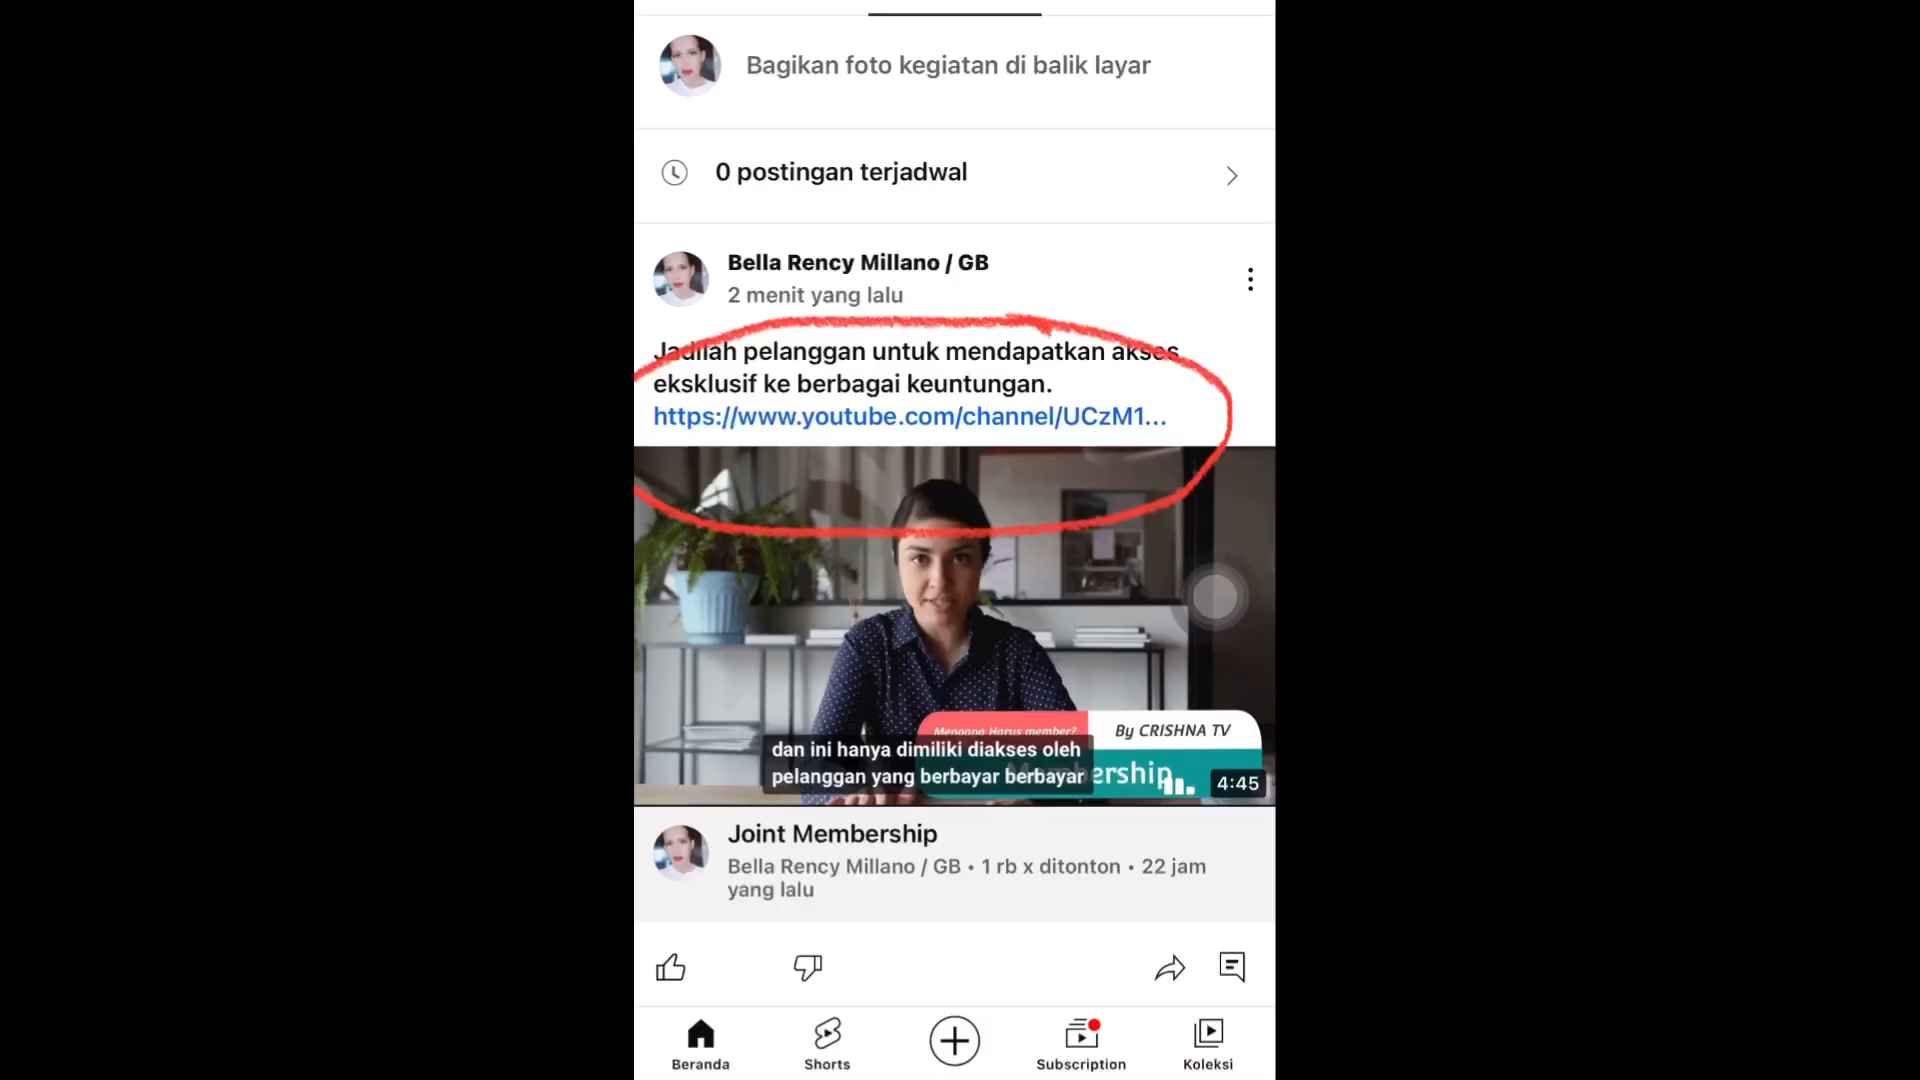 Bagikan foto kegiatan di balik layar
0 postingan terjadwal
Bella Rency Millano / GB
2 menit yang lalu
Jadilah pelanggan untuk mendapatkan akses
eksklusif ke berbagai keuntungan.
https://www.youtube.com/channel/UCzM1...
Mengapa Harus member?
By CRISHNA TV
dan ini hanya dimiliki diakses oleh
pelanggan yang berbayar berbayar
Membership
4:45
Joint Membership
Bella Rency Millano / GB • 1 rb x ditonton • 22 jam
yang lalu
Beranda
Shorts
Subscription
Koleksi